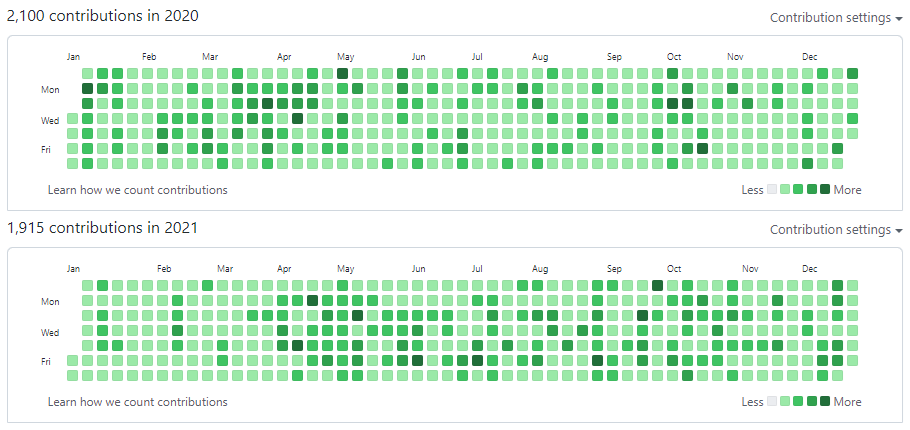 2,100 contributions in 2020
Contribution settings
Jan Feb Mar Apr May Jun Jul Aug Sep Oct Nov Dec
Mon
Wed
Fri
Learn how we count contributions
Less More
1,915 contributions in 2021
Contribution settings
Jan Feb Mar Apr May Jun Jul Aug Sep Oct Nov Dec
Mon
Wed
Fri
Learn how we count contributions
Less More